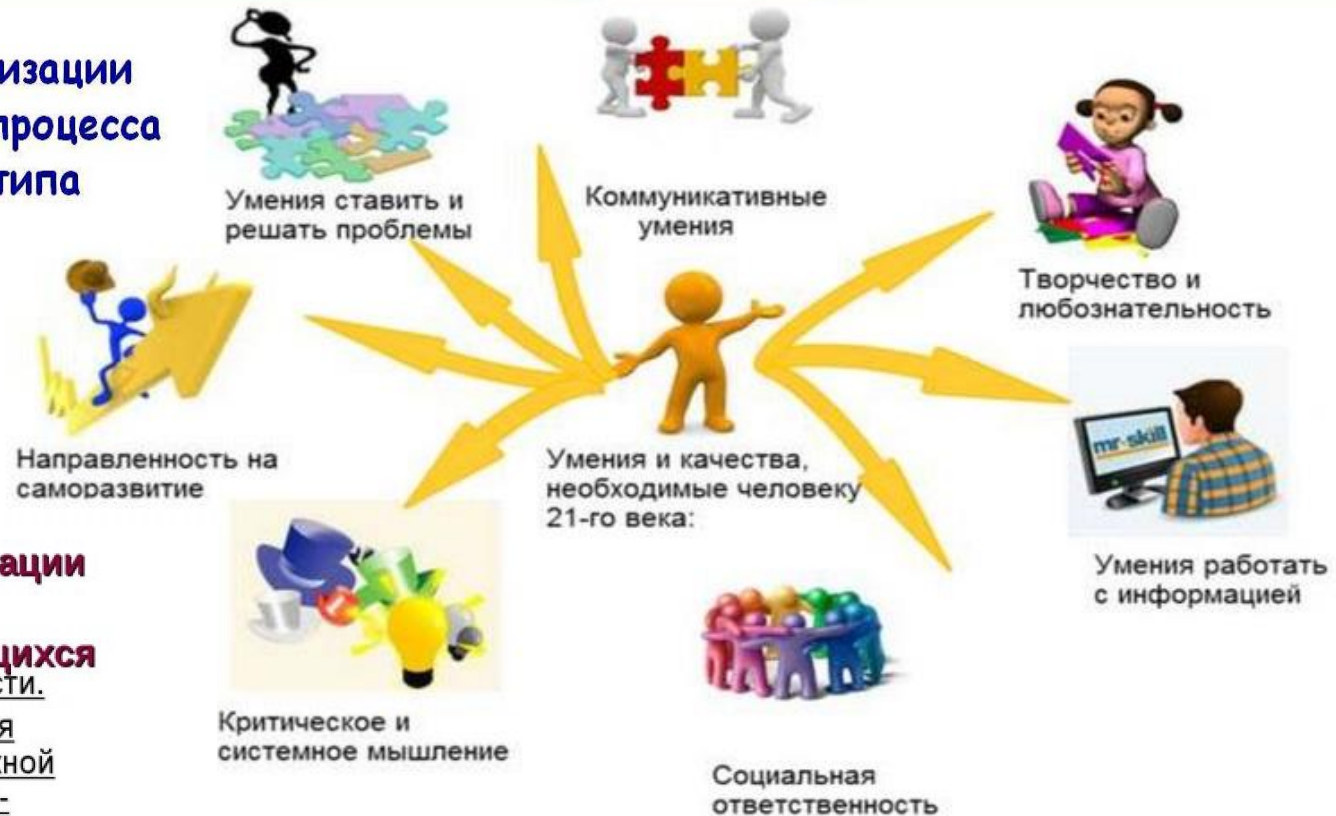 изации
процесса
типа
Умения ставить и
решать проблемы
Коммуникативные
умения
Творчество и
любознательность
Направленность на
саморазвитие
Умения и качества,
необходимые человеку
21-го века:
mr-skill
Умения работать
с информацией
ации
щихся
сти.
я
ной
-
Критическое и
системное мышление
Социальная
ответственность